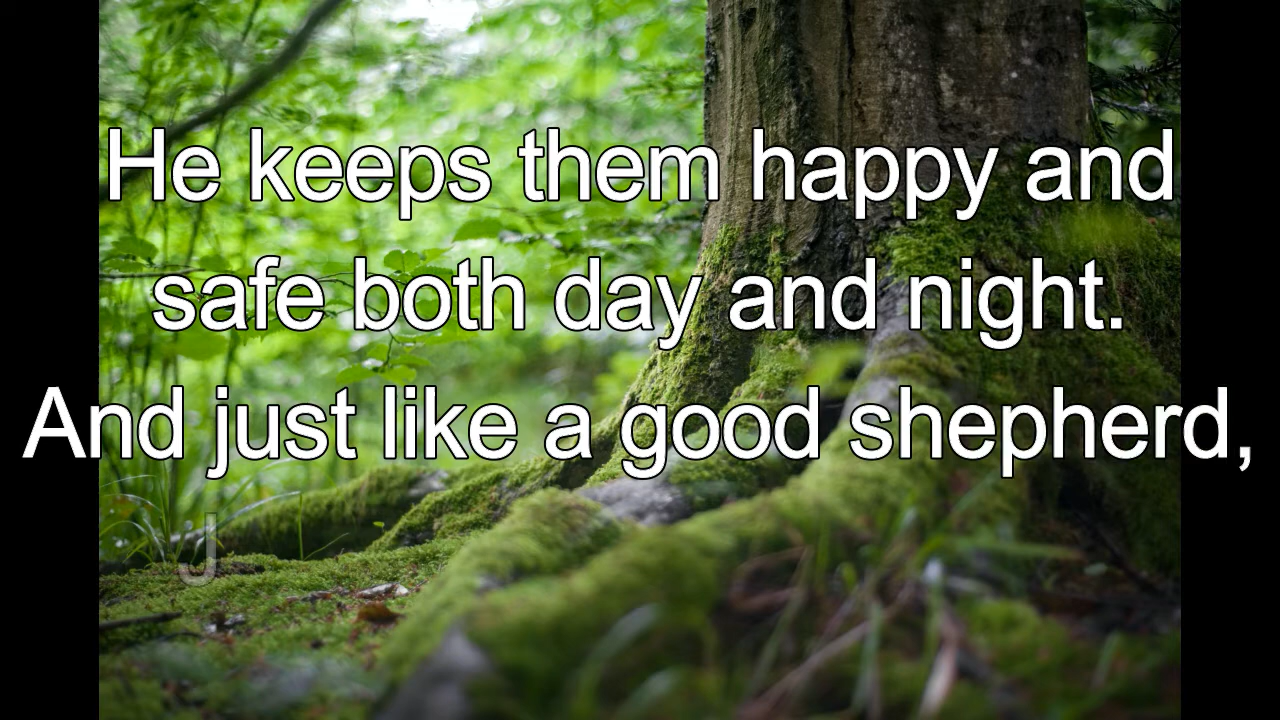 He keeps them happy and
safe both day and night.
And just like a good shepherd,
J